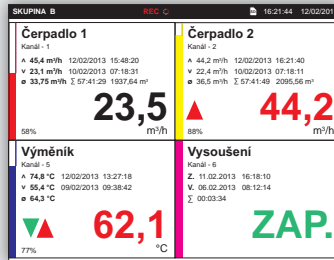 SKUPINA B REC 16:21:44 12/02/201
Čerpadlo 1
Kanál - 1
ʌ 45,4 m³/h 12/02/2013 15:48:20
v 23,1 m³/h 10/02/2013 07:18:31
ø 33,75 m³/h ∑ 57:41:29 1937,64 m³
23,5
58% m³/h
Čerpadlo 2
Kanál - 2
ʌ 44,2 m³/h 12/02/2013 16:21:40
v 22,4 m³/h 10/02/2013 07:18:11
ø 36,5 m³/h ∑ 57:41:49 2095,56 m³
44,2
88% m³/h
Výměník
Kanál - 5
ʌ 74,8 °C 12/02/2013 13:27:18
v 55,4 °C 09/02/2013 09:38:42
ø 64,3 °C
62,1
77% °C
Vysoušení
Kanál - 6
Z. 11.02.2013 16:18:10
V. 06.02.2013 08:12:14
∑ 00:03:34
ZAP.